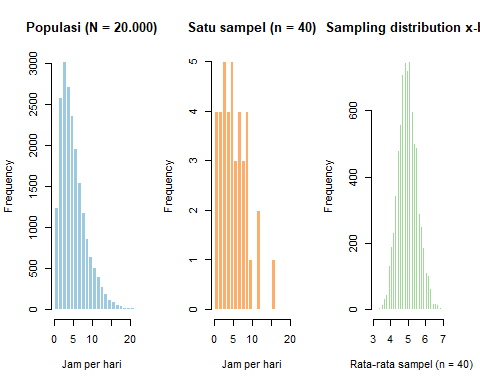 Populasi (N = 20.000)
Frequency
3000
2500
2000
1500
1000
500
0
0 5 10 20
Jam per hari
Satu sampel (n = 40)
Frequency
5
4
3
2
1
0
0 5 10 20
Jam per hari
Sampling distribution x-
Frequency
600
400
200
0
3 4 5 6 7
Rata-rata sampel (n = 40)